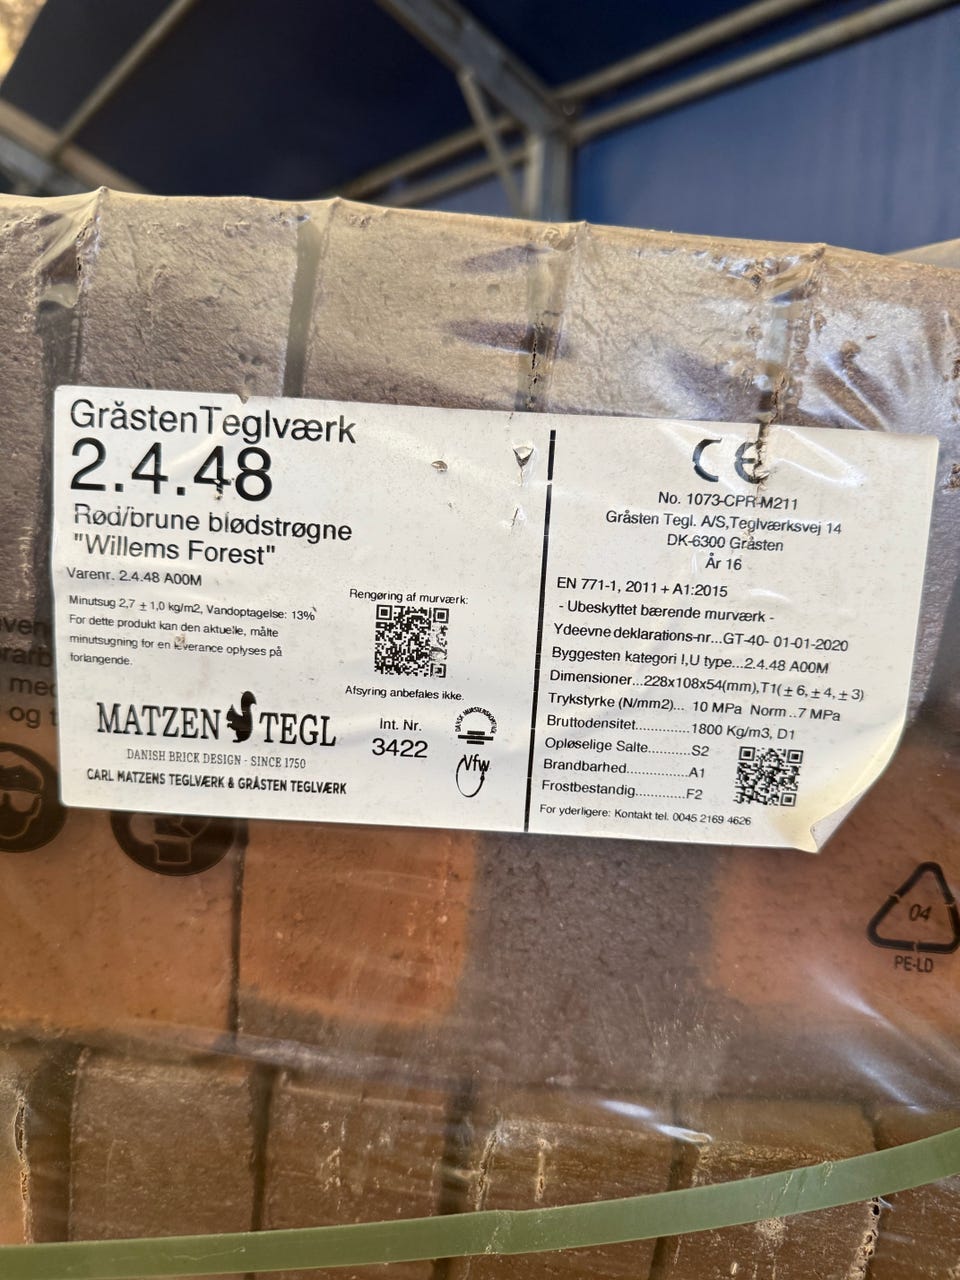 GråstenTeglværk
2.4.48
Rød/brune blødstrøgne
"Willems Forest"
Varenr. 2.4.48 A00M
Minutsug 2,7 ± 1,0 kg/m2, Vandoptagelse: 13%
For dette produkt kan den aktuelle, målte
minutsugning for en leverance oplyses på
forlangende.
Rengøring af murværk:
Afsyring anbefales ikke.
MATZEN TEGL
DANISH BRICK DESIGN - SINCE 1750
CARL MATZENS TEGLVÆRK & GRÅSTEN TEGLVÆRK
Int. Nr.
3422
Vfw
CE
No. 1073-CPR-M211
Gråsten Tegl. A/S,Teglværksvej 14
DK-6300 Gråsten
År 16
EN 771-1, 2011 + A1:2015
- Ubeskyttet bærende murværk -
Ydeevne deklarations-nr...GT-40- 01-01-2020
Byggesten kategori I,U type...2.4.48 A00M
Dimensioner...228x108x54(mm),T1(± 6, ± 4, ± 3)
Trykstyrke (N/mm2)... 10 MPa Norm ..7 MPa
Bruttodensitet..............1800 Kg/m3, D1
Opløselige Salte...........S2
Brandbarhed................A1
Frostbestandig.............F2
For yderligere: Kontakt tel. 0045 2169 4626
med
og
04
PE-LD